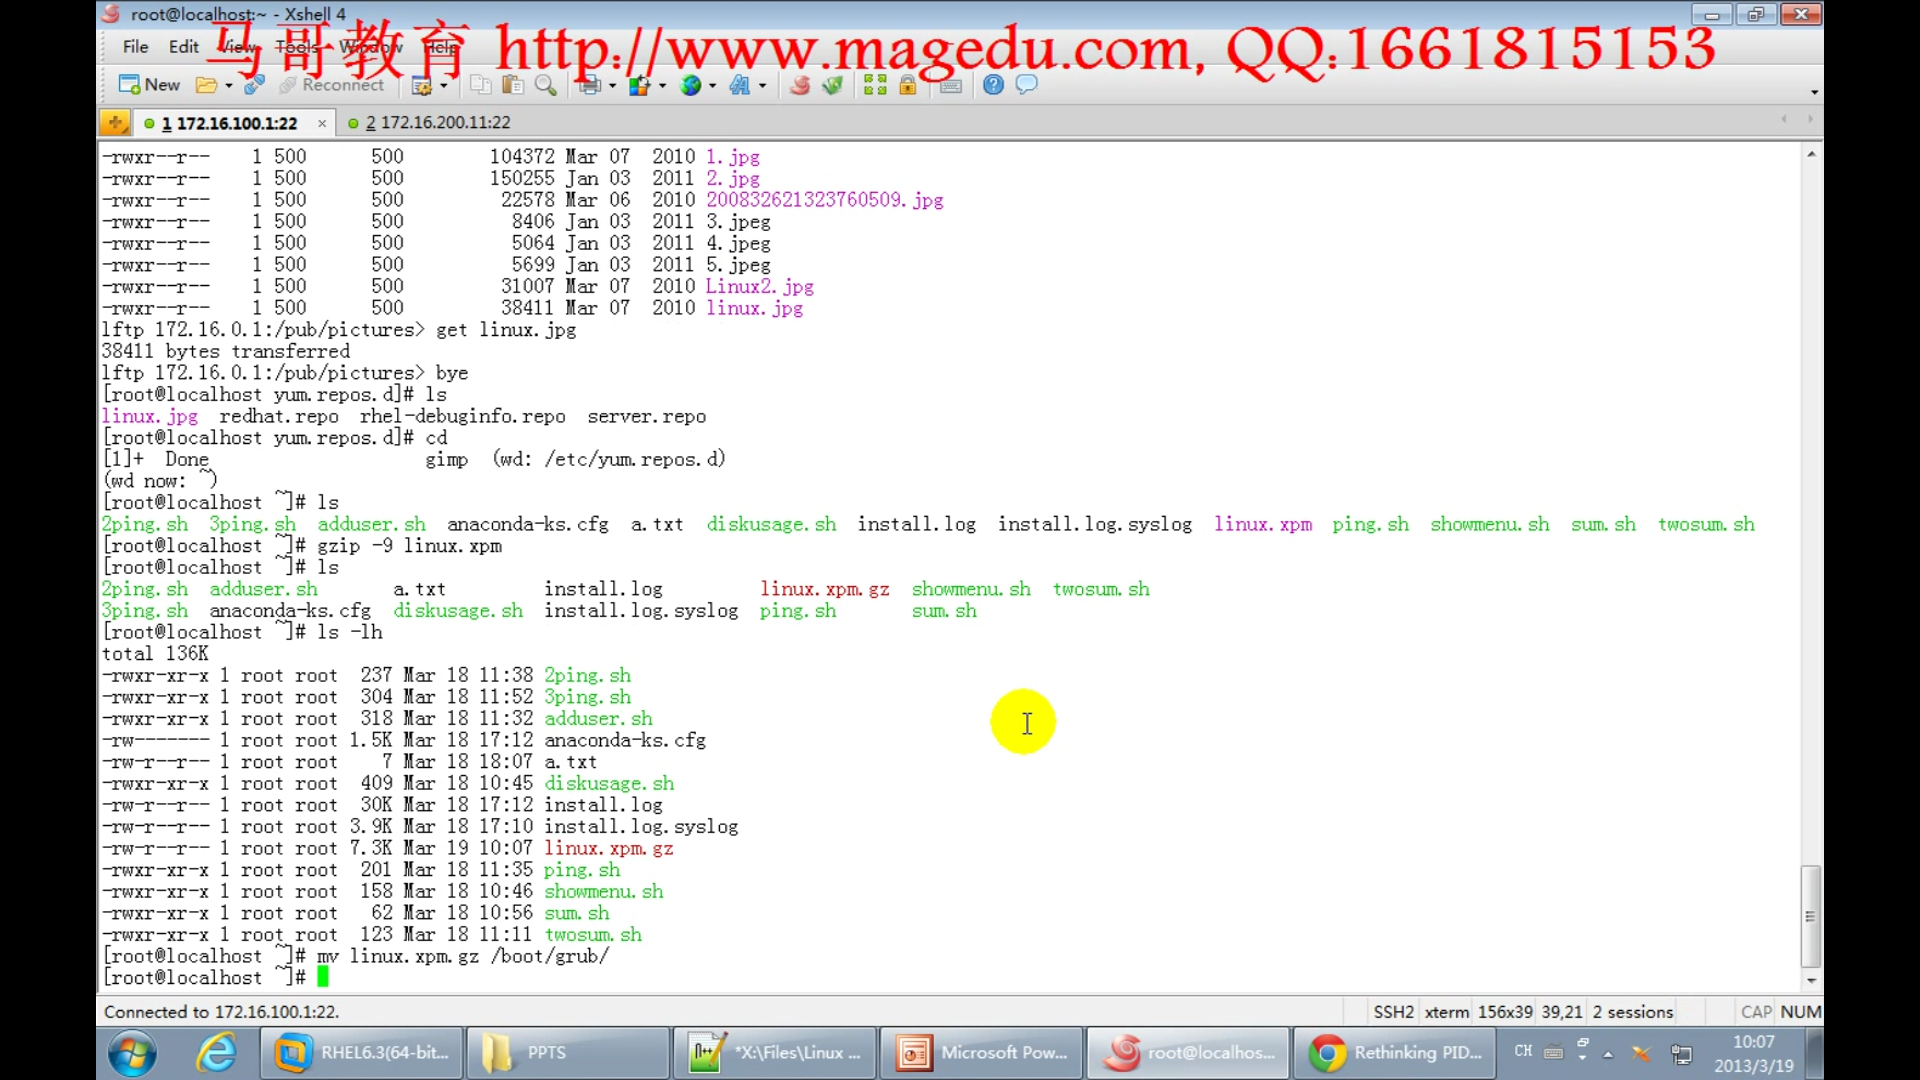 root@localhost:~ - Xshell 4
马哥教育 http://www.magedu.com, QQ:1661815153
File Edit View Tools Window Help
New Reconnect
1 172.16.100.1:22 × 2 172.16.200.11:22
-rwxr--r-- 1 500 500 104372 Mar 07 2010 1.jpg
-rwxr--r-- 1 500 500 150255 Jan 03 2011 2.jpg
-rwxr--r-- 1 500 500 22578 Mar 06 2010 200832621323760509.jpg
-rwxr--r-- 1 500 500 8406 Jan 03 2011 3.jpeg
-rwxr--r-- 1 500 500 5064 Jan 03 2011 4.jpeg
-rwxr--r-- 1 500 500 5699 Jan 03 2011 5.jpeg
-rwxr--r-- 1 500 500 31007 Mar 07 2010 Linux2.jpg
-rwxr--r-- 1 500 500 38411 Mar 07 2010 linux.jpg
lftp 172.16.0.1:/pub/pictures> get linux.jpg
38411 bytes transferred
lftp 172.16.0.1:/pub/pictures> bye
[root@localhost yum.repos.d]# ls
linux.jpg redhat.repo rhel-debuginfo.repo server.repo
[root@localhost yum.repos.d]# cd
[1]+ Done gimp (wd: /etc/yum.repos.d)
(wd now: ~)
[root@localhost ~]# ls
2ping.sh 3ping.sh adduser.sh anaconda-ks.cfg a.txt diskusage.sh install.log install.log.syslog linux.xpm ping.sh showmenu.sh sum.sh twosum.sh
[root@localhost ~]# gzip -9 linux.xpm
[root@localhost ~]# ls
2ping.sh adduser.sh a.txt install.log linux.xpm.gz showmenu.sh twosum.sh
3ping.sh anaconda-ks.cfg diskusage.sh install.log.syslog ping.sh sum.sh
[root@localhost ~]# ls -lh
total 136K
-rwxr-xr-x 1 root root 237 Mar 18 11:38 2ping.sh
-rwxr-xr-x 1 root root 304 Mar 18 11:52 3ping.sh
-rwxr-xr-x 1 root root 318 Mar 18 11:32 adduser.sh
-rw------- 1 root root 1.5K Mar 18 17:12 anaconda-ks.cfg
-rw-r--r-- 1 root root 7 Mar 18 18:07 a.txt
-rwxr-xr-x 1 root root 409 Mar 18 10:45 diskusage.sh
-rw-r--r-- 1 root root 30K Mar 18 17:12 install.log
-rw-r--r-- 1 root root 3.9K Mar 18 17:10 install.log.syslog
-rw-r--r-- 1 root root 7.3K Mar 19 10:07 linux.xpm.gz
-rwxr-xr-x 1 root root 201 Mar 18 11:35 ping.sh
-rwxr-xr-x 1 root root 158 Mar 18 10:46 showmenu.sh
-rwxr-xr-x 1 root root 62 Mar 18 10:56 sum.sh
-rwxr-xr-x 1 root root 123 Mar 18 11:11 twosum.sh
[root@localhost ~]# mv linux.xpm.gz /boot/grub/
[root@localhost ~]#
Connected to 172.16.100.1:22. SSH2 xterm 156x39 39,21 2 sessions CAP NUM
RHEL6.3(64-bit... PPTS *X:\Files\Linux ... Microsoft Pow... root@localhos... Rethinking PID... CH 10:07
2013/3/19